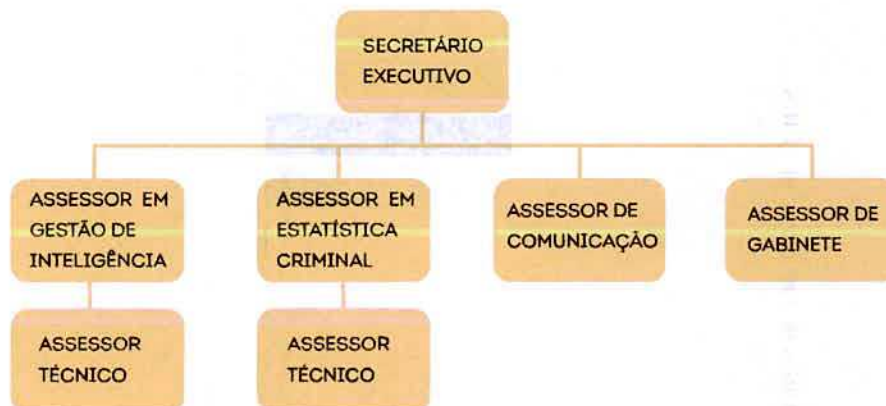 SECRETÁRIO
EXECUTIVO
ASSESSOR EM
GESTÃO DE
INTELIGÊNCIA
ASSESSOR EM
ESTATÍSTICA
CRIMINAL
ASSESSOR DE
COMUNICAÇÃO
ASSESSOR DE
GABINETE
ASSESSOR
TÉCNICO
ASSESSOR
TÉCNICO